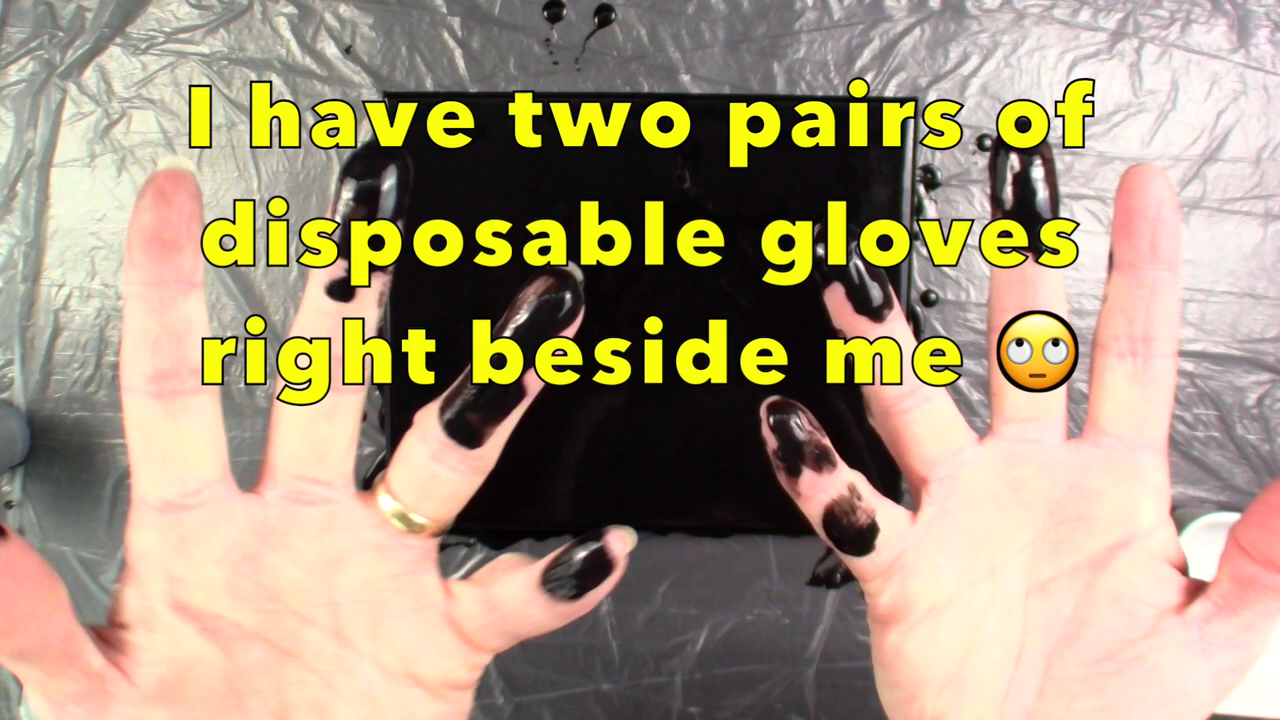 I have two pairs of
disposable gloves
right beside me 🙄